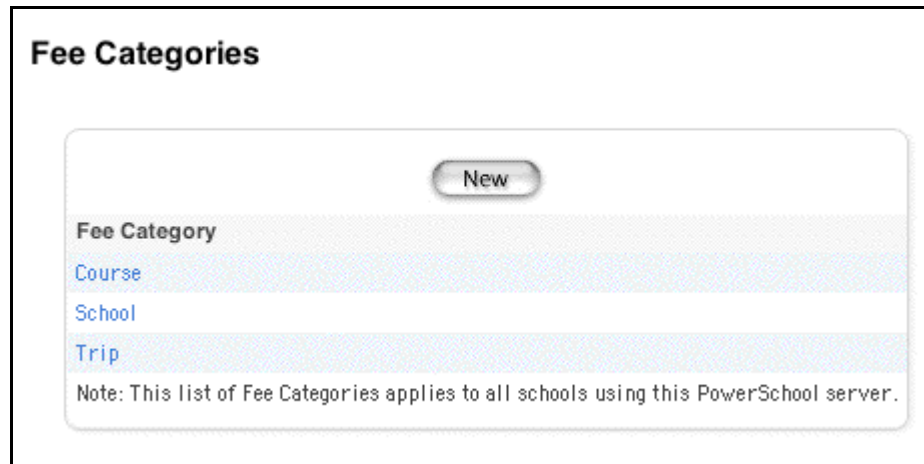 Fee Categories
New
Fee Category
Course
School
Trip
Note: This list of Fee Categories applies to all schools using this PowerSchool server.